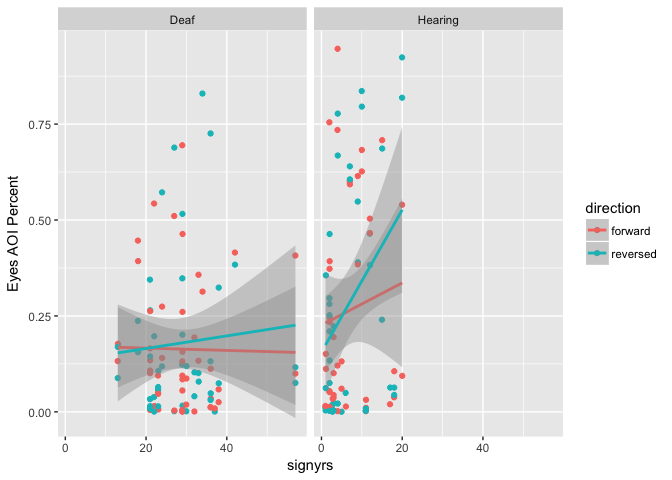 Deaf
Hearing
Eyes AOI Percent
0.75
0.50
0.25
0.00
0
20
40
0
20
40
signyrs
direction
forward
reversed